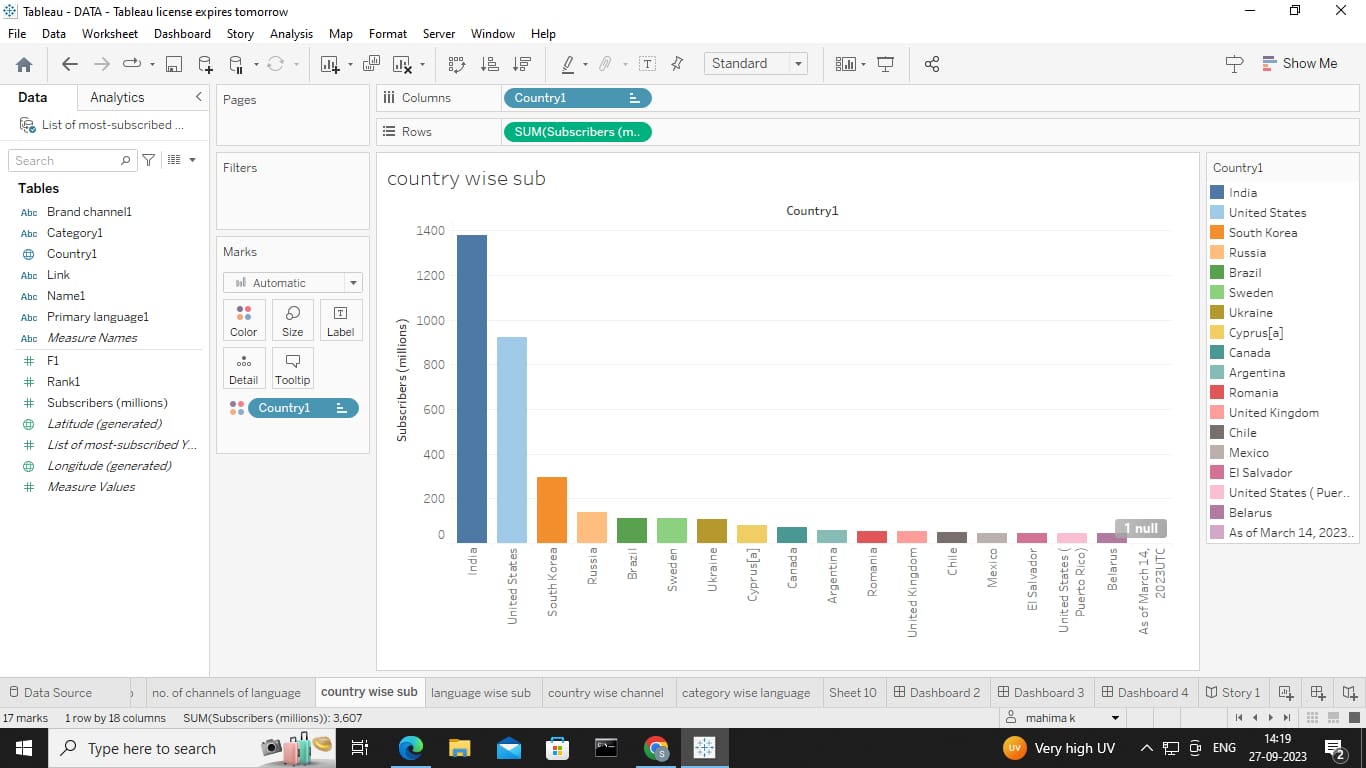 Tableau - DATA - Tableau license expires tomorrow
File Data Worksheet Dashboard Story Analysis Map Format Server Window Help
Standard
Show Me
Data Analytics
List of most-subscribed ...
Search
Tables
Abc Brand channel1
Abc Category1
Country1
Abc Link
Abc Name1
Abc Primary language1
Abc Measure Names
F1
Rank1
Subscribers (millions)
Latitude (generated)
List of most-subscribed Y...
Longitude (generated)
Measure Values
Pages
Filters
Marks
Automatic
Color Size Label
Detail Tooltip
Country1
Columns Country1
Rows SUM(Subscribers (m..
country wise sub
Country1
Subscribers (millions)
1400
1200
1000
800
600
400
200
0
1 null
India
United States
South Korea
Russia
Brazil
Sweden
Ukraine
Cyprus[a]
Canada
Argentina
Romania
United Kingdom
Chile
Mexico
El Salvador
United States (
Puerto Rico)
Belarus
As of March 14,
2023UTC
Country1
India
United States
South Korea
Russia
Brazil
Sweden
Ukraine
Cyprus[a]
Canada
Argentina
Romania
United Kingdom
Chile
Mexico
El Salvador
United States ( Puer..
Belarus
As of March 14, 2023..
Data Source no. of channels of language country wise sub language wise sub country wise channel category wise language Sheet 10 Dashboard 2 Dashboard 3 Dashboard 4 Story 1
17 marks 1 row by 18 columns SUM(Subscribers (millions)): 3,607 mahima k
Type here to search
S
UV Very high UV
ENG
14:19
27-09-2023
2